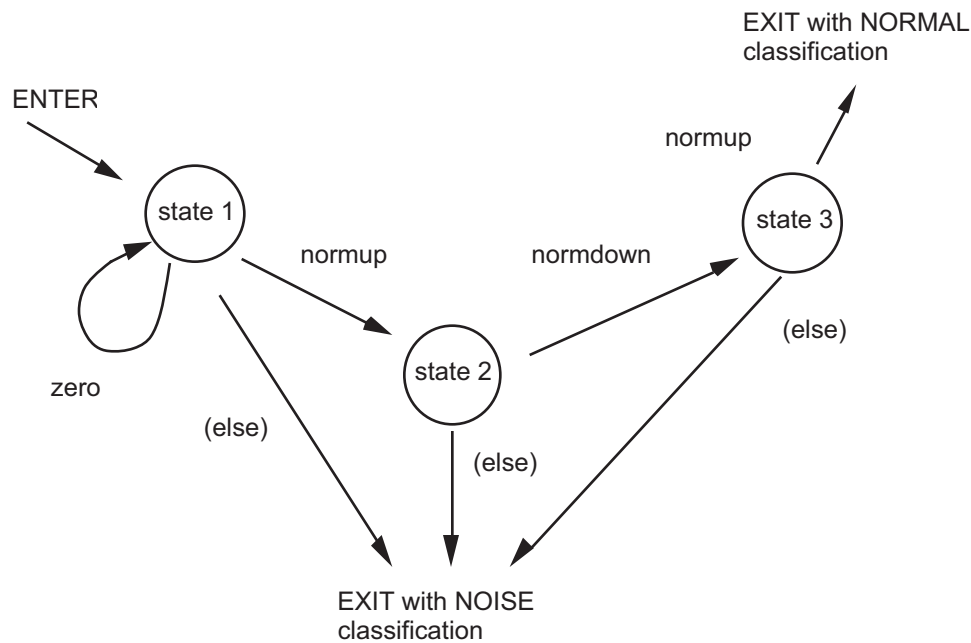 EXIT with NORMAL
classification
ENTER
normup
state 1
state 3
normup
normdown
(else)
state 2
zero
(else)
(else)
EXIT with NOISE
classification